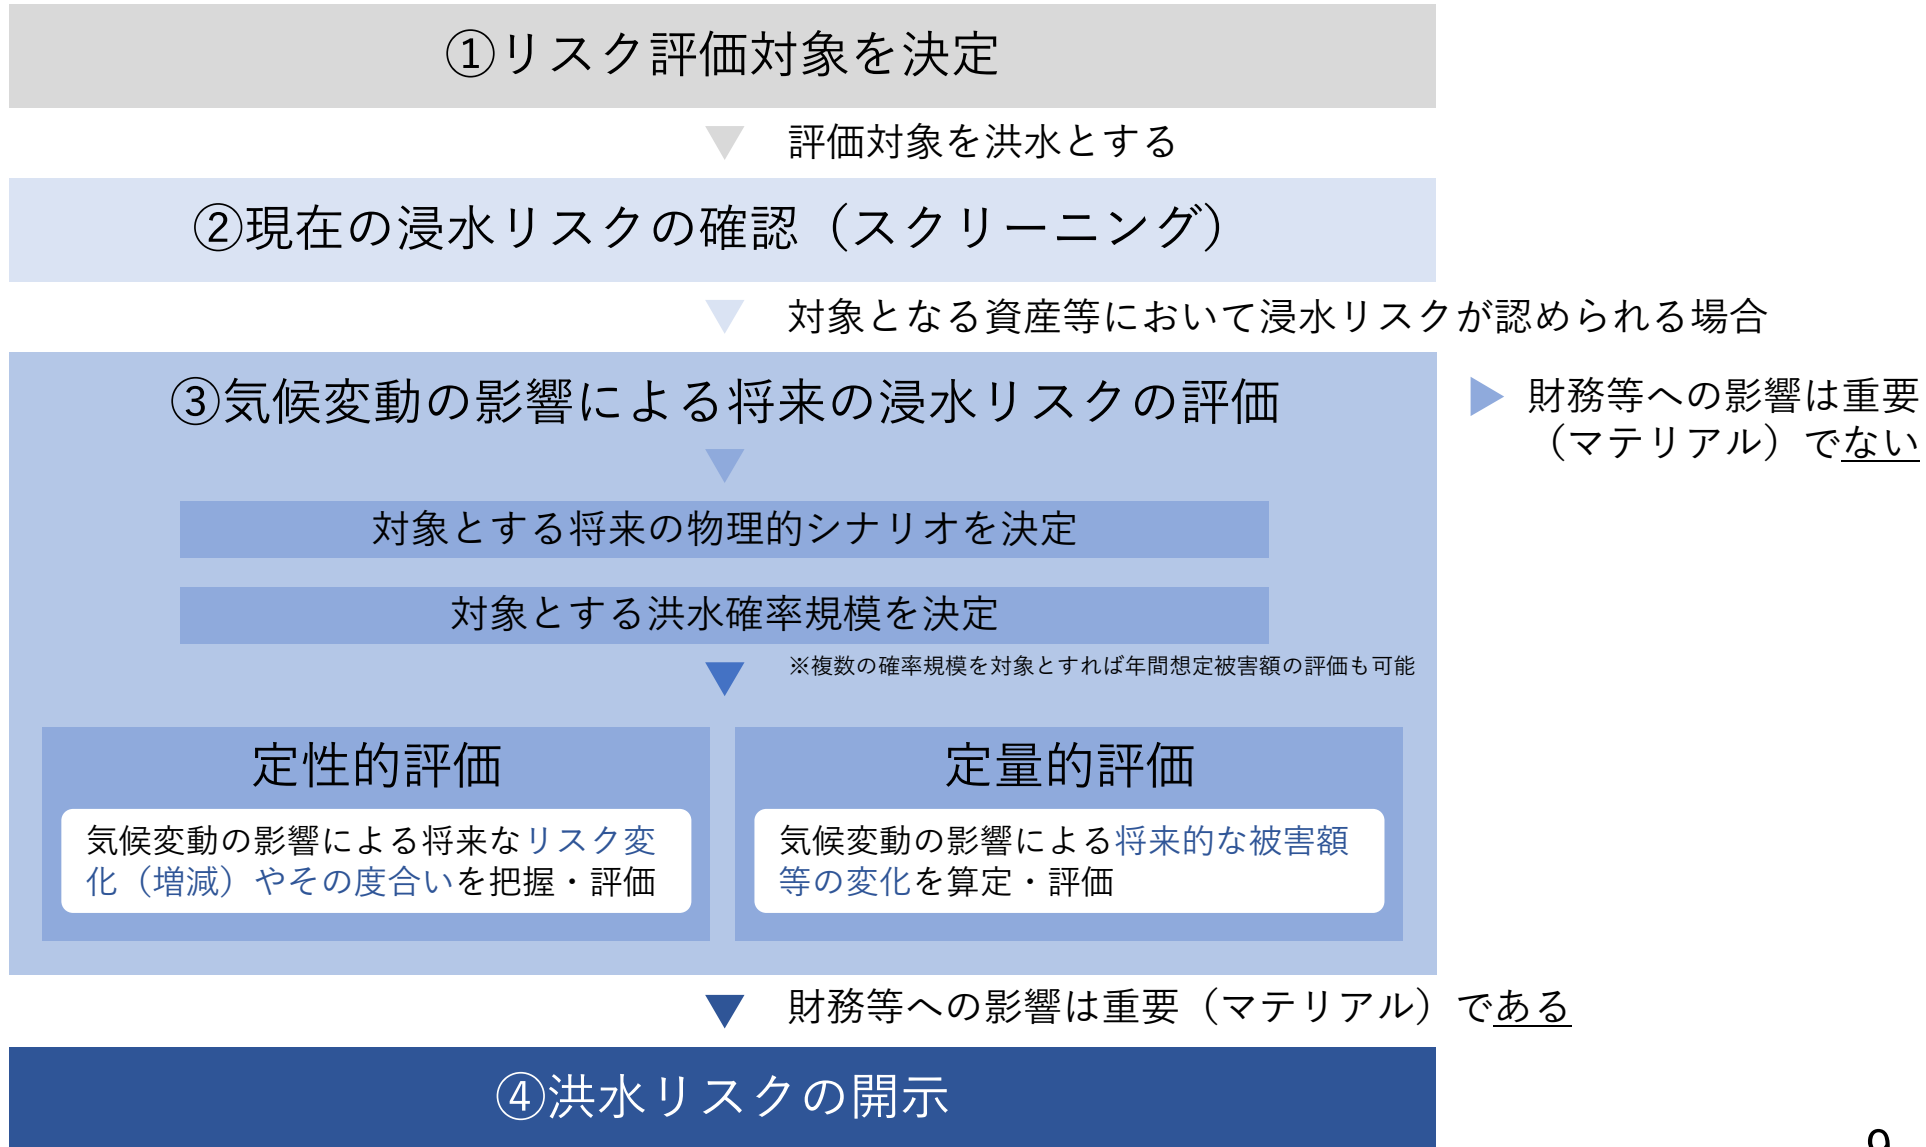 ①リスク評価対象を決定
評価対象を洪水とする
②現在の浸水リスクの確認（スクリーニング）
対象となる資産等において浸水リスクが認められる場合
③気候変動の影響による将来の浸水リスクの評価
財務等への影響は重要
（マテリアル）でない
対象とする将来の物理的シナリオを決定
対象とする洪水確率規模を決定
※複数の確率規模を対象とすれば年間想定被害額の評価も可能
定性的評価
気候変動の影響による将来なリスク変
化（増減）やその度合いを把握・評価
定量的評価
気候変動の影響による将来的な被害額
等の変化を算定・評価
財務等への影響は重要（マテリアル）である
④洪水リスクの開示